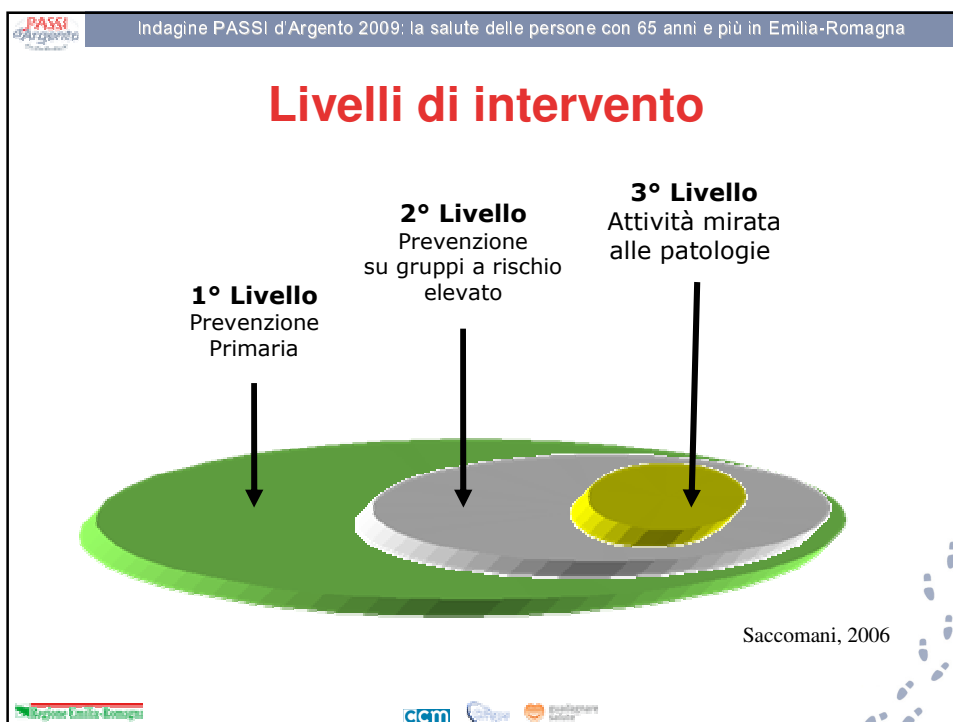 PASSI
d'Argento
Indagine PASSI d'Argento 2009: la salute delle persone con 65 anni e più in Emilia-Romagna
Livelli di intervento
1° Livello
Prevenzione
Primaria
2° Livello
Prevenzione
su gruppi a rischio
elevato
3° Livello
Attività mirata
alle patologie
Saccomani, 2006
Regione Emilia-Romagna
ccm
guadagnare
salute